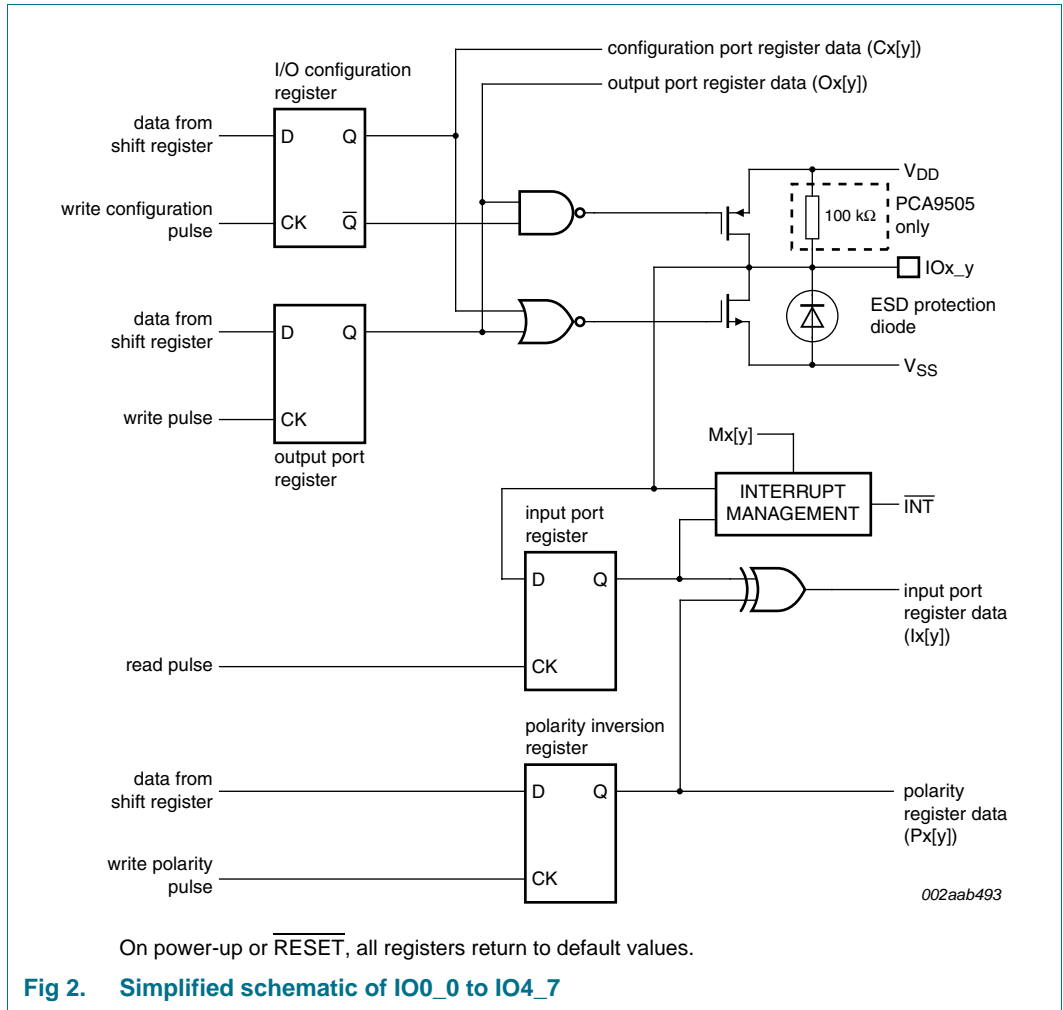 configuration port register data (Cx[y])
I/O configuration
register
output port register data (Ox[y])
data from
shift register
D
Q
VDD
write configuration
pulse
CK
Q
100 kΩ
PCA9505
only
IOx_y
data from
shift register
D
Q
ESD protection
diode
VSS
write pulse
CK
output port
register
Mx[y]
INTERRUPT
MANAGEMENT
INT
input port
register
D
Q
input port
register data
(Ix[y])
read pulse
CK
polarity inversion
register
data from
shift register
D
Q
polarity
register data
(Px[y])
write polarity
pulse
CK
002aab493
On power-up or RESET, all registers return to default values.
Fig 2. Simplified schematic of IO0_0 to IO4_7